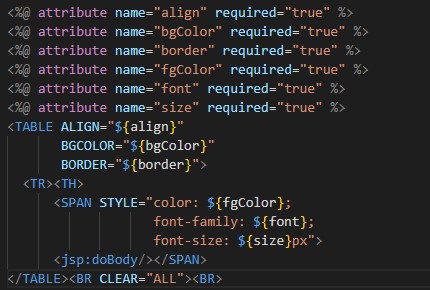 <%@ attribute name="align" required="true" %>
<%@ attribute name="bgColor" required="true" %>
<%@ attribute name="border" required="true" %>
<%@ attribute name="fgColor" required="true" %>
<%@ attribute name="font" required="true" %>
<%@ attribute name="size" required="true" %>
<TABLE ALIGN="${align}"
       BGCOLOR="${bgColor}"
       BORDER="${border}">
  <TR><TH>
      <SPAN STYLE="color: ${fgColor};
                   font-family: ${font};
                   font-size: ${size}px">
      <jsp:doBody/></SPAN>
</TABLE><BR CLEAR="ALL"><BR>